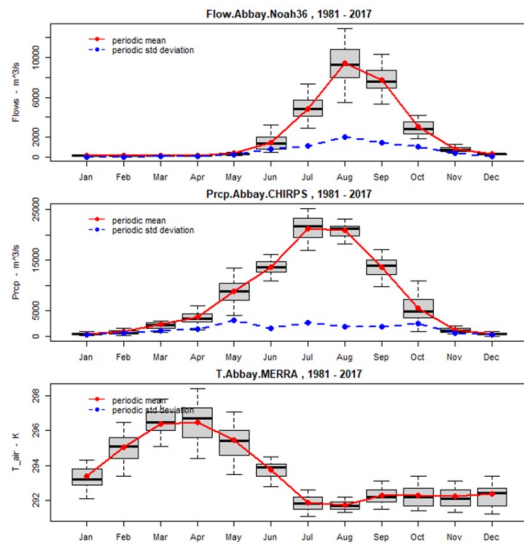 Flow.Abbay.Noah36 , 1981 - 2017
periodic mean
periodic std deviation
Flows - m^3/s
10000
6000
2000
0
Jan Feb Mar Apr May Jun Jul Aug Sep Oct Nov Dec
Prcp.Abbay.CHIRPS , 1981 - 2017
periodic mean
periodic std deviation
Prcp - m^3/s
25000
15000
5000
0
Jan Feb Mar Apr May Jun Jul Aug Sep Oct Nov Dec
T.Abbay.MERRA , 1981 - 2017
periodic mean
periodic std deviation
T_air - K
298
296
294
292
Jan Feb Mar Apr May Jun Jul Aug Sep Oct Nov Dec